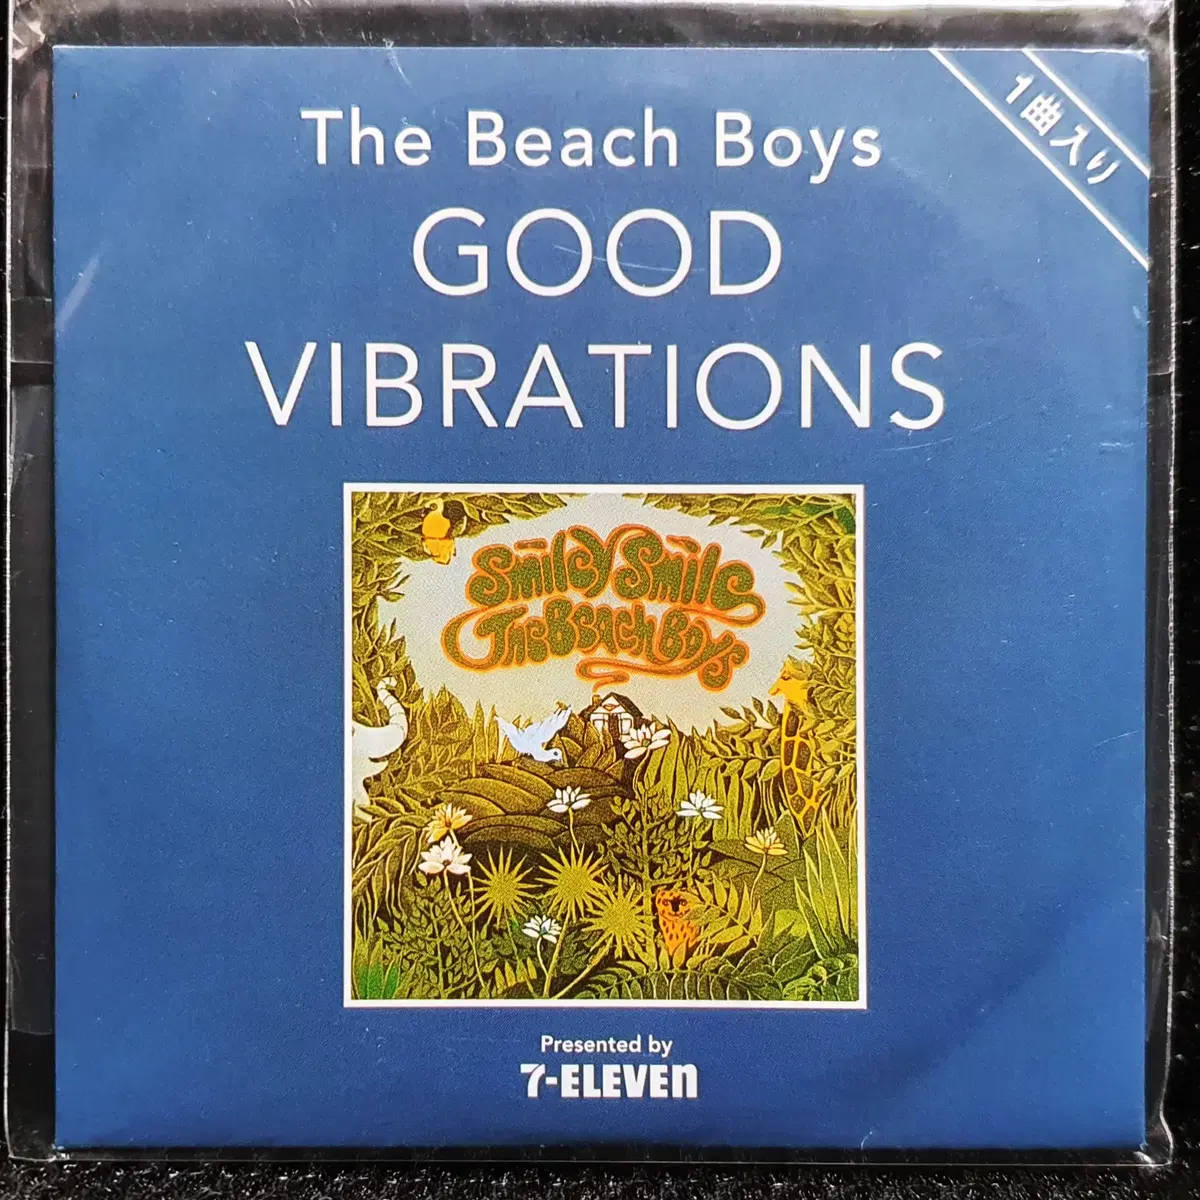 The Beach Boys
GOOD
VIBRATIONS
1曲入り
Smiley Smile
The Beach Boys
Presented by
7-ELEVEn